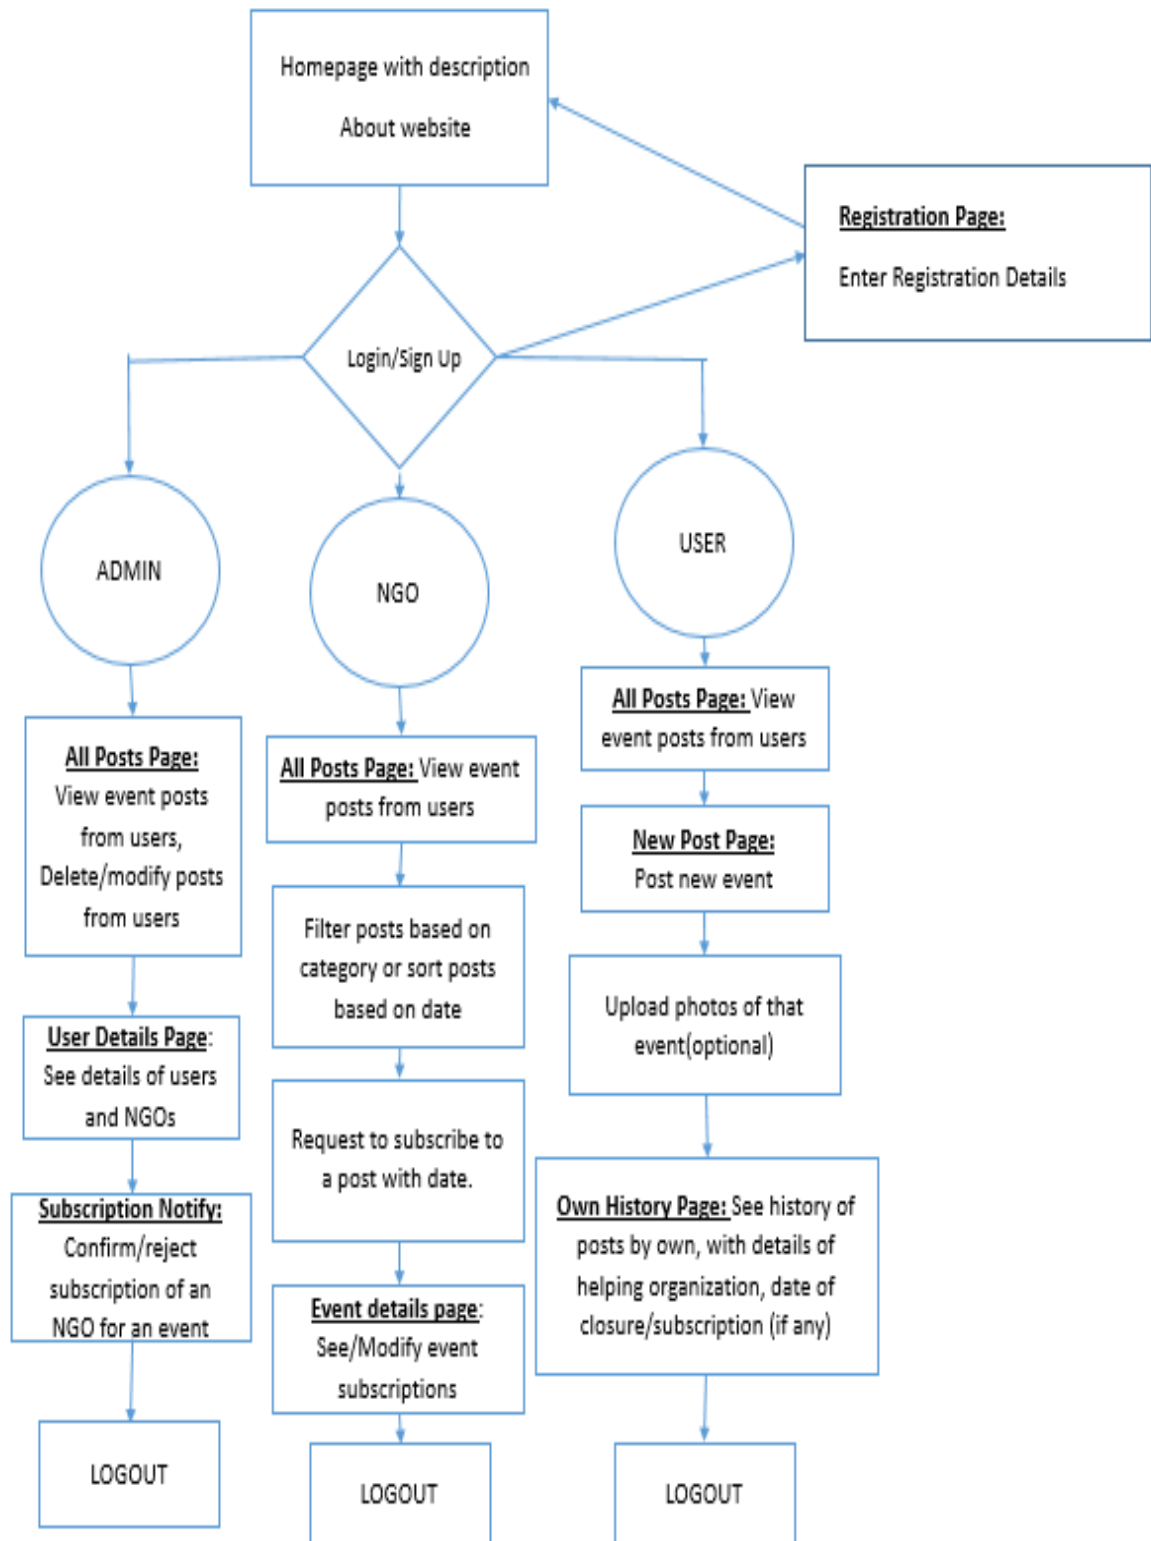 Homepage with description
About website
Registration Page:
Enter Registration Details
Login/Sign Up
ADMIN
NGO
USER
All Posts Page:
View event posts
from users,
Delete/modify posts
from users
User Details Page:
See details of users
and NGOs
Subscription Notify:
Confirm/reject
subscription of an
NGO for an event
LOGOUT
All Posts Page: View event
posts from users
Filter posts based on
category or sort posts
based on date
Request to subscribe to
a post with date.
Event details page:
See/Modify event
subscriptions
LOGOUT
All Posts Page: View
event posts from users
New Post Page:
Post new event
Upload photos of that
event(optional)
Own History Page: See history of
posts by own, with details of
helping organization, date of
closure/subscription (if any)
LOGOUT